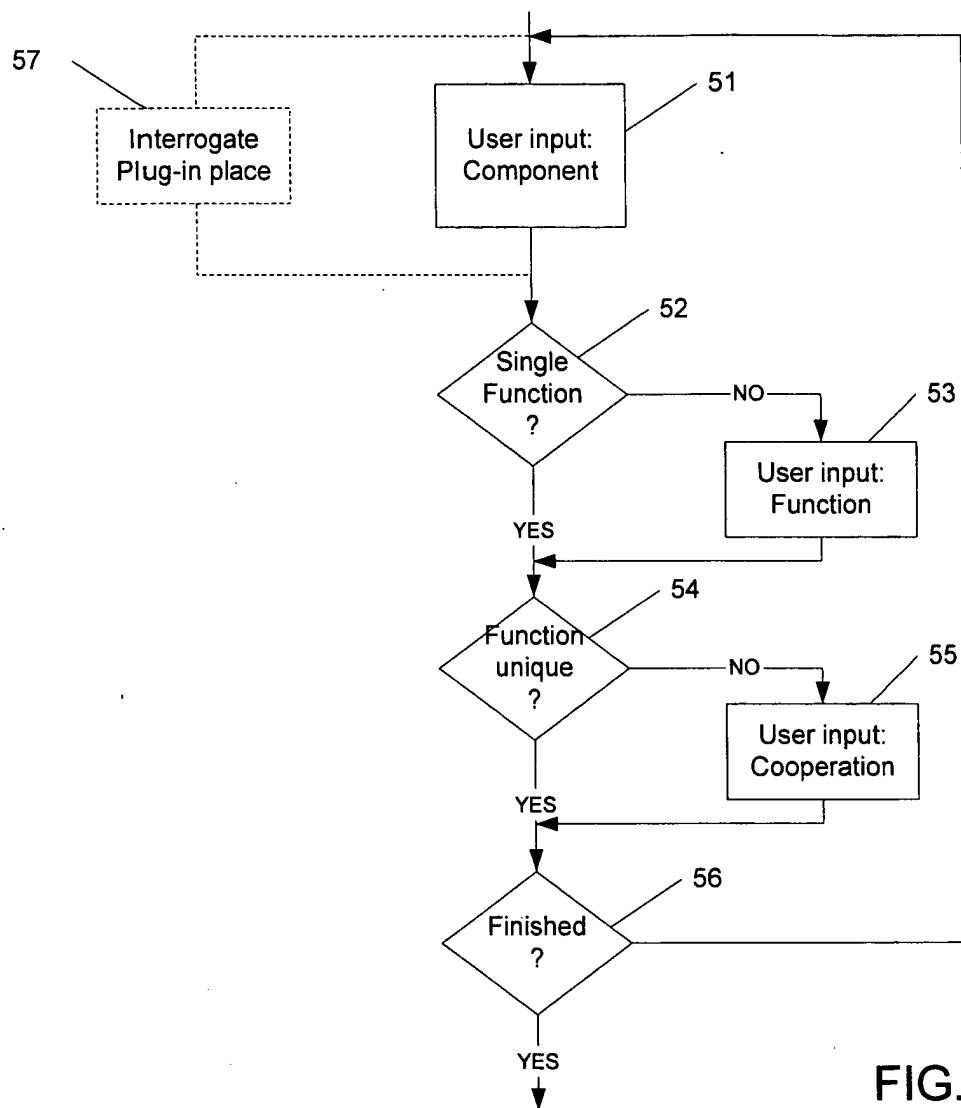 57
Interrogate
Plug-in place
51
User input:
Component
52
Single
Function
?
NO
53
User input:
Function
YES
54
Function
unique
?
NO
55
User input:
Cooperation
YES
56
Finished
?
YES
FIG.